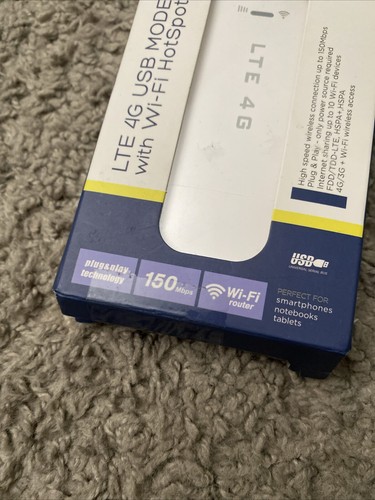 LTE 4G USB MODE
with Wi-Fi HotSpot
LTE 4G
High speed wireless connection up to 150Mbps
Plug & Play - only power source required
Internet sharing up to 10 Wi-Fi devices
FDD/TDD-LTE, HSPA+,HSPA
4G/3G + Wi-Fi wireless access
plug&play
technology
150 Mbps
Wi-Fi
router
USB
PERFECT FOR
smartphones
notebooks
tablets